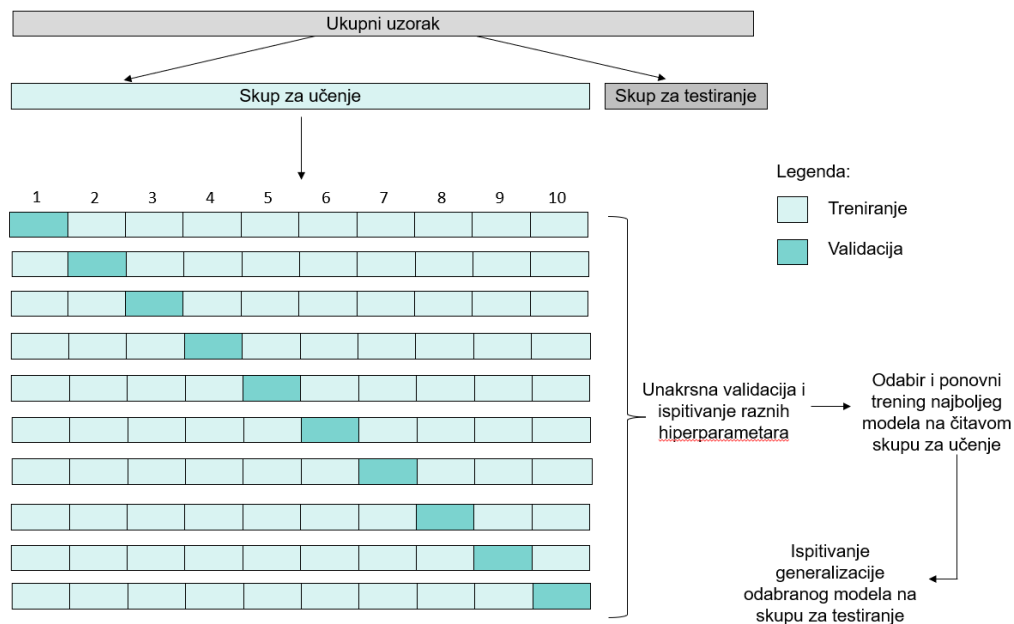 Ukupni uzorak
Skup za učenje
Skup za testiranje
Legenda:
Treniranje
Validacija
1 2 3 4 5 6 7 8 9 10
Unakrsna validacija i
ispitivanje raznih
hiperparametara
Odabir i ponovni
trening najboljeg
modela na čitavom
skupu za učenje
Ispitivanje
generalizacije
odabranog modela na
skupu za testiranje